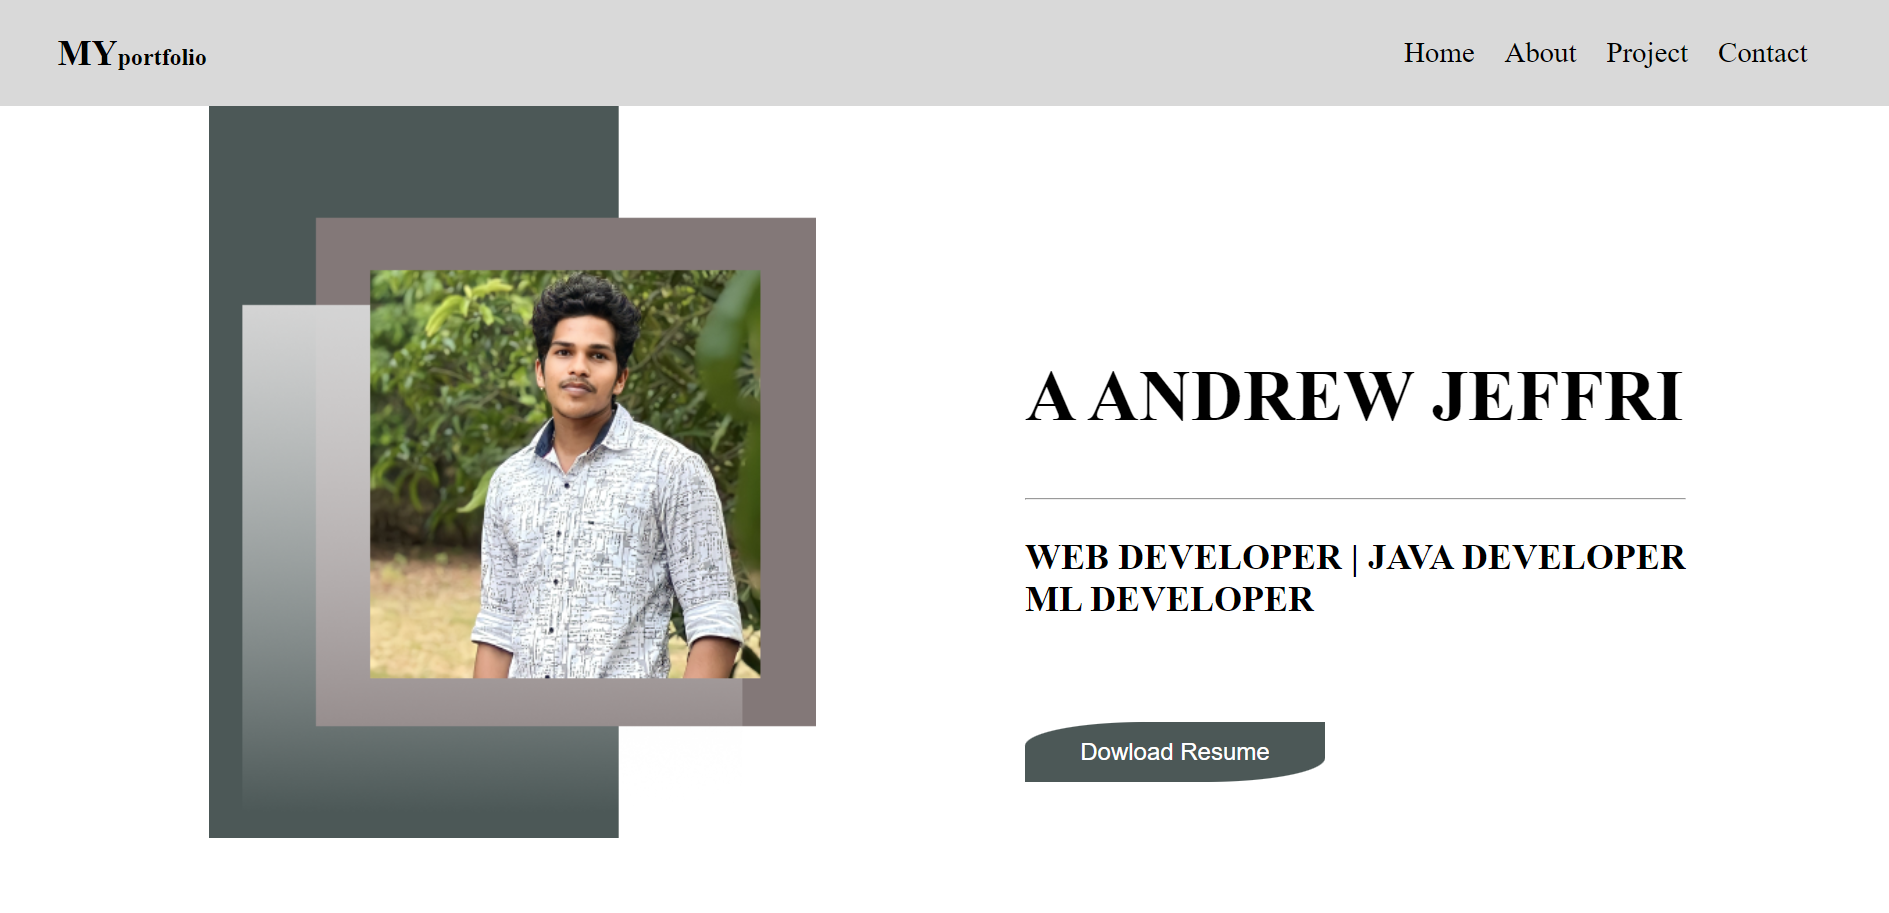 MYportfolio
Home About Project Contact
A ANDREW JEFFRI
WEB DEVELOPER | JAVA DEVELOPER
ML DEVELOPER
Dowload Resume